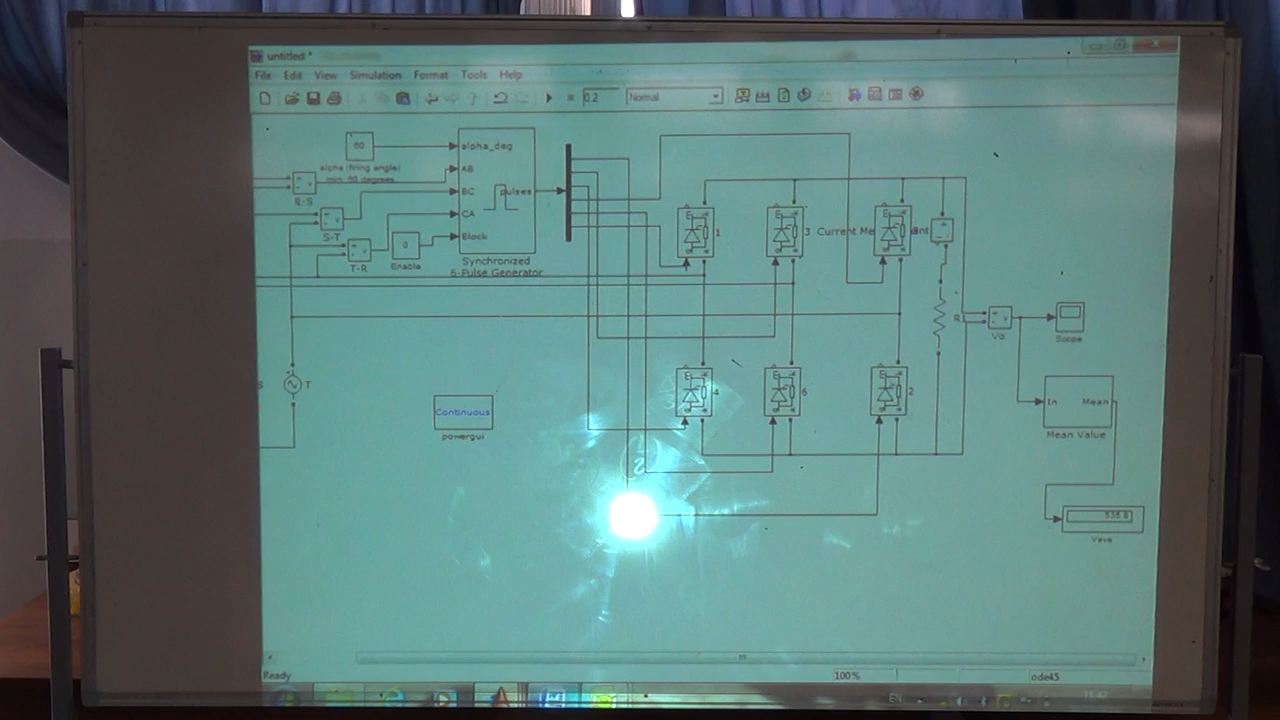 untitled *
File Edit View Simulation Format Tools Help
0.2 Normal
alpha_deg
alpha (firing angle)
AB
R-S
BC
pulses
S-T
CA
T-R
0
Enable
Block
Synchronized
6-Pulse Generator
1
3
Current Me
Vo
Scope
T
Continuous
powergui
4
6
2
In Mean
Mean Value
Ready
100%
ode45
EN